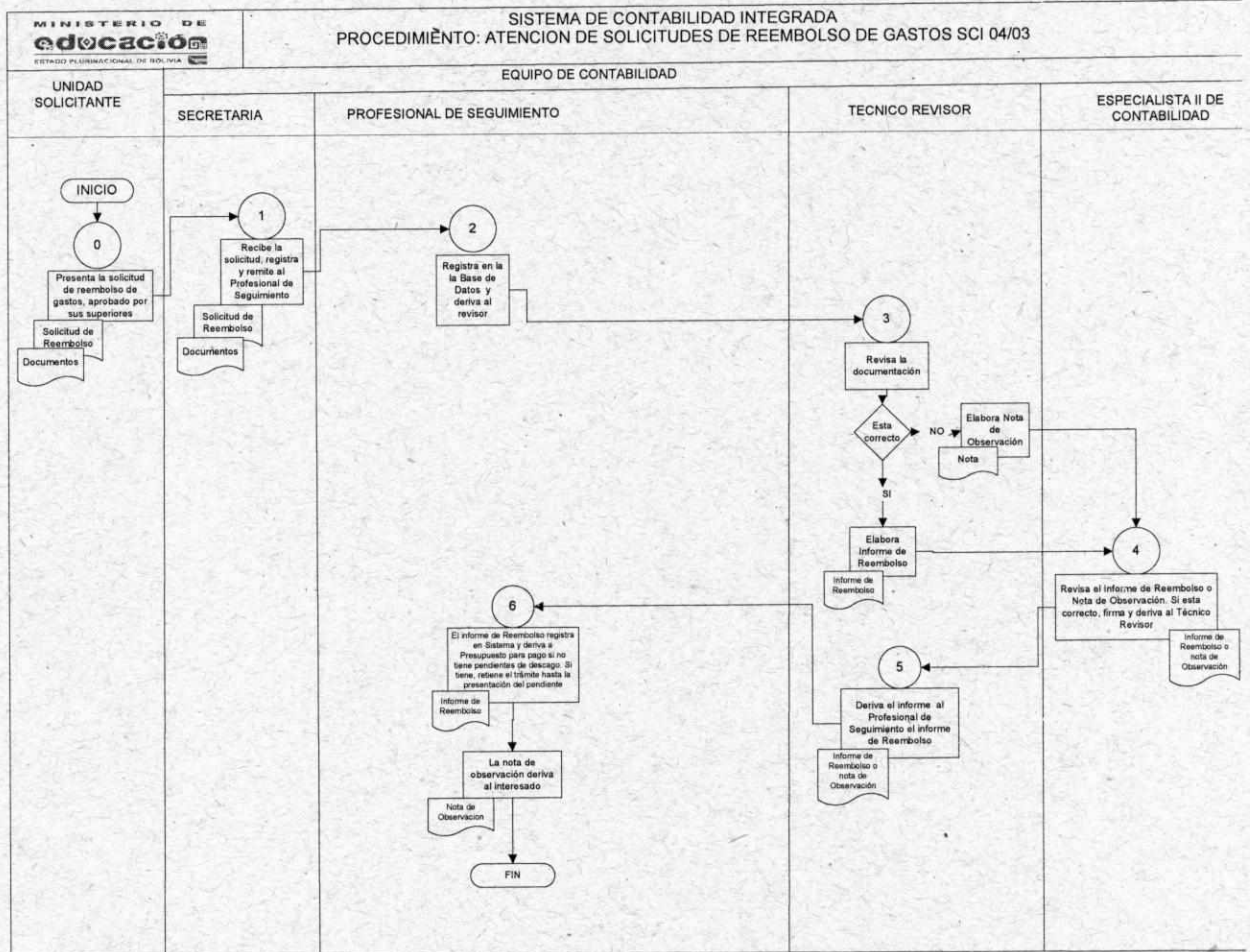 MINISTERIO DE
educación
ESTADO PLURINACIONAL DE BOLIVIA
SISTEMA DE CONTABILIDAD INTEGRADA
PROCEDIMIENTO: ATENCION DE SOLICITUDES DE REEMBOLSO DE GASTOS SCI 04/03
UNIDAD
SOLICITANTE
EQUIPO DE CONTABILIDAD
SECRETARIA
PROFESIONAL DE SEGUIMIENTO
TECNICO REVISOR
ESPECIALISTA II DE
CONTABILIDAD
INICIO
0
Presenta la solicitud
de reembolso de
gastos, aprobado por
sus superiores
Solicitud de
Reembolso
Documentos
1
Recibe la
solicitud, registra
y remite al
Profesional de
Seguimiento
Solicitud de
Reembolso
Documentos
2
Registra en la
la Base de
Datos y
deriva al
revisor
3
Revisa la
documentación
Esta
correcto
NO
Elabora Nota
de
Observación
Nota
SI
Elabora
Informe de
Reembolso
Informe de
Reembolso
4
Revisa el Informe de Reembolso o
Nota de Observación. Si esta
correcto, firma y deriva al Técnico
Revisor
Informe de
Reembolso o
nota de
Observación
5
Deriva el informe al
Profesional de
Seguimiento el informe
de Reembolso
Informe de
Reembolso o
nota de
Observación
6
El informe de Reembolso registra
en Sistema y deriva a
Presupuesto para pago si no
tiene pendientes de descago. Si
tiene, retiene el trámite hasta la
presentación del pendiente
Informe de
Reembolso
La nota de
observación deriva
al interesado
Nota de
Observacion
FIN